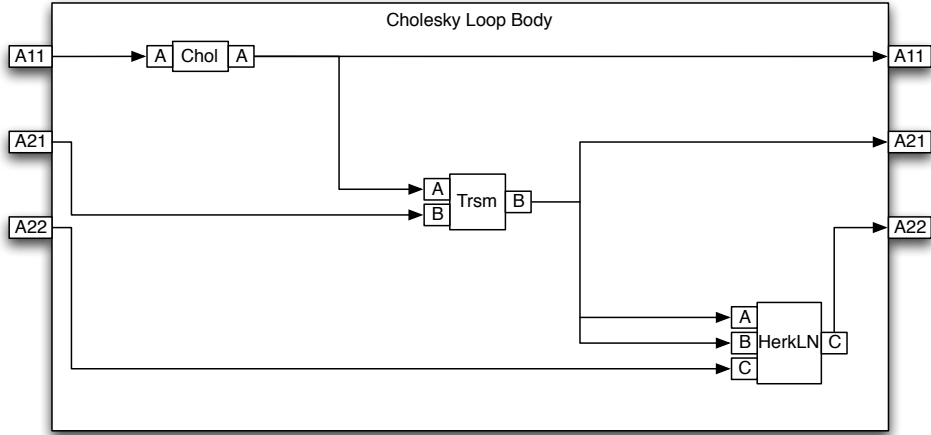 Cholesky Loop Body
A11
A
Chol
A
A11
A21
A21
A
Trsm
B
B
A22
A22
A
B
HerkLN
C
C